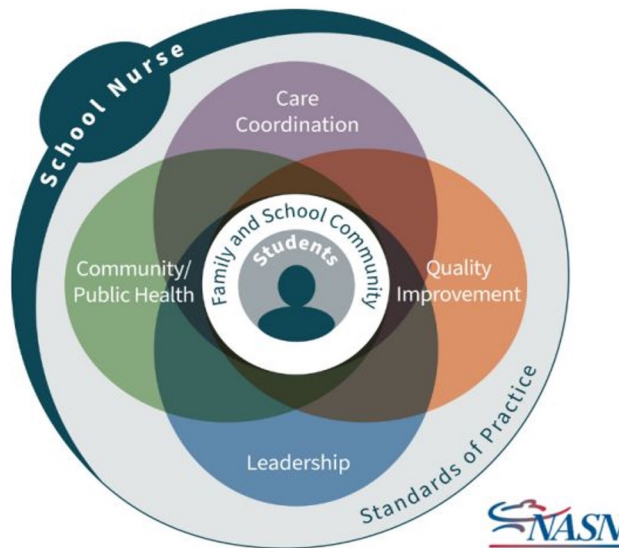 School Nurse
Care
Coordination
Family and School Community
Students
Community/
Public Health
Quality
Improvement
Leadership
Standards of Practice
NASN